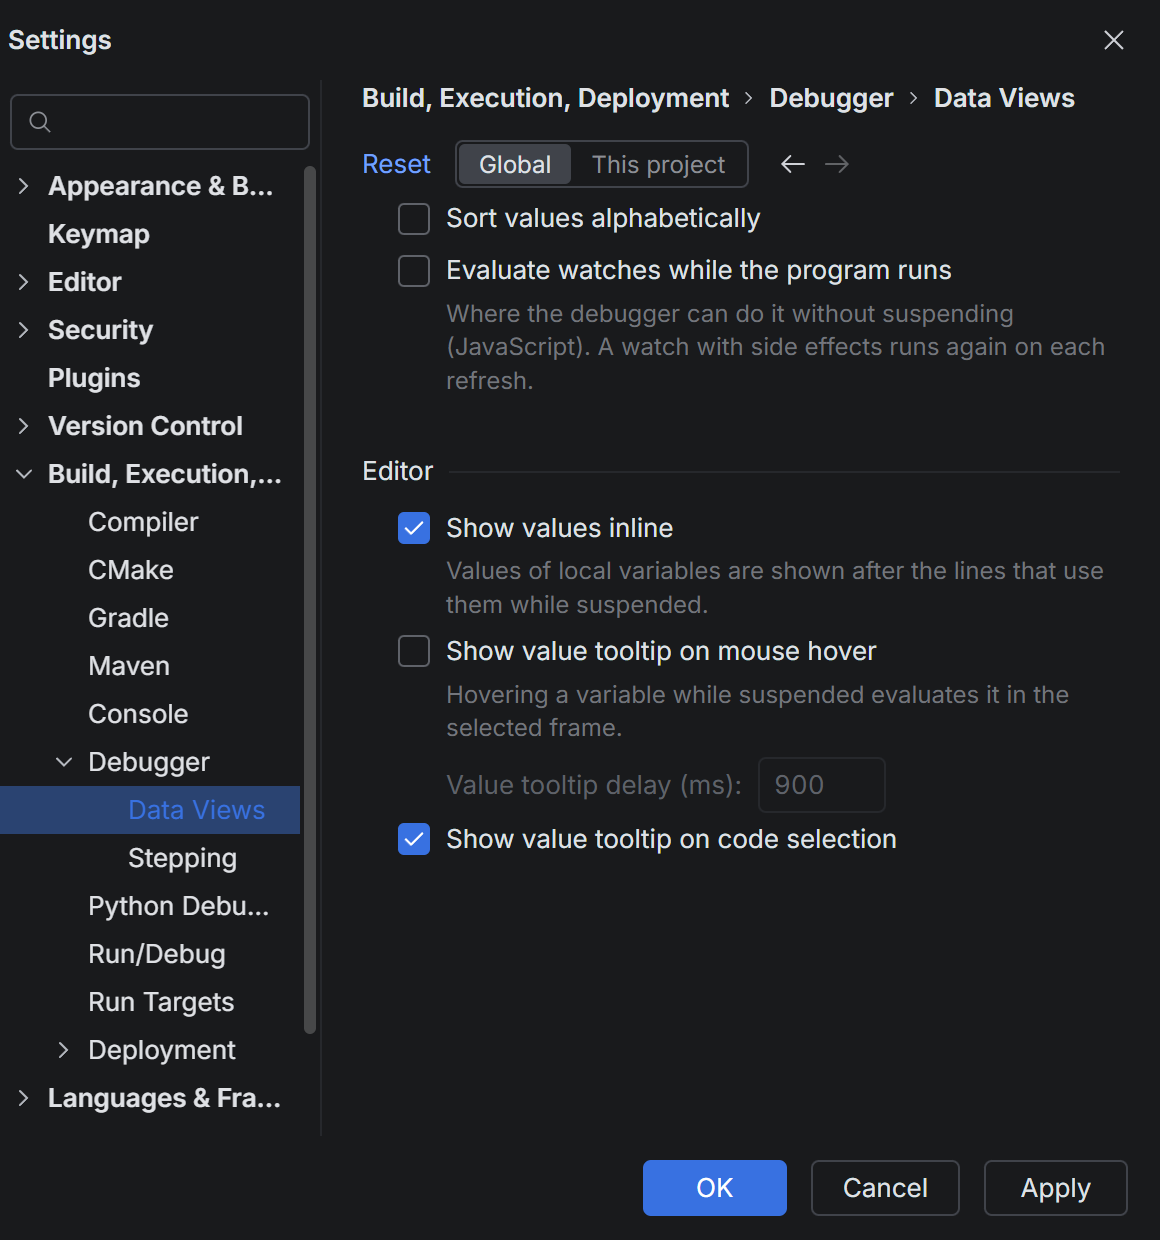 Settings
Appearance & B...
Keymap
Editor
Security
Plugins
Version Control
Build, Execution,...
Compiler
CMake
Gradle
Maven
Console
Debugger
Data Views
Stepping
Python Debu...
Run/Debug
Run Targets
Deployment
Languages & Fra...
Build, Execution, Deployment › Debugger › Data Views
Reset Global This project
Sort values alphabetically
Evaluate watches while the program runs
Where the debugger can do it without suspending
(JavaScript). A watch with side effects runs again on each
refresh.
Editor
Show values inline
Values of local variables are shown after the lines that use
them while suspended.
Show value tooltip on mouse hover
Hovering a variable while suspended evaluates it in the
selected frame.
Value tooltip delay (ms): 900
Show value tooltip on code selection
OK Cancel Apply